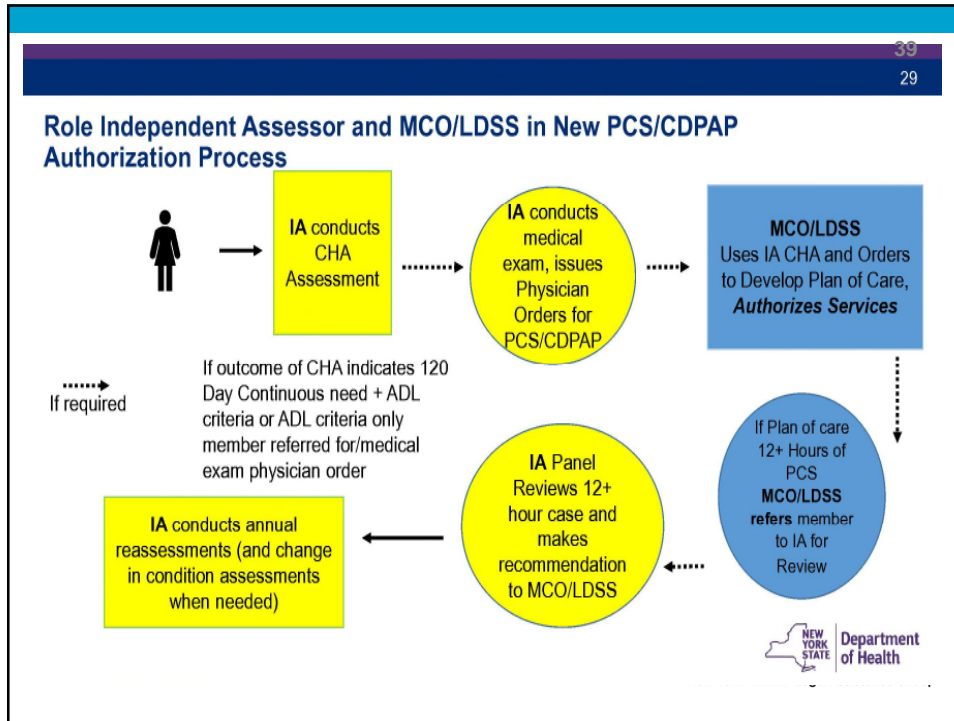 39
29
Role Independent Assessor and MCO/LDSS in New PCS/CDPAP
Authorization Process
IA conducts
CHA
Assessment
IA conducts
medical
exam, issues
Physician
Orders for
PCS/CDPAP
MCO/LDSS
Uses IA CHA and Orders
to Develop Plan of Care,
Authorizes Services
If required
If outcome of CHA indicates 120
Day Continuous need + ADL
criteria or ADL criteria only
member referred for/medical
exam physician order
If Plan of care
12+ Hours of
PCS
MCO/LDSS
refers member
to IA for
Review
IA Panel
Reviews 12+
hour case and
makes
recommendation
to MCO/LDSS
IA conducts annual
reassessments (and change
in condition assessments
when needed)
NEW
YORK
STATE
Department
of Health